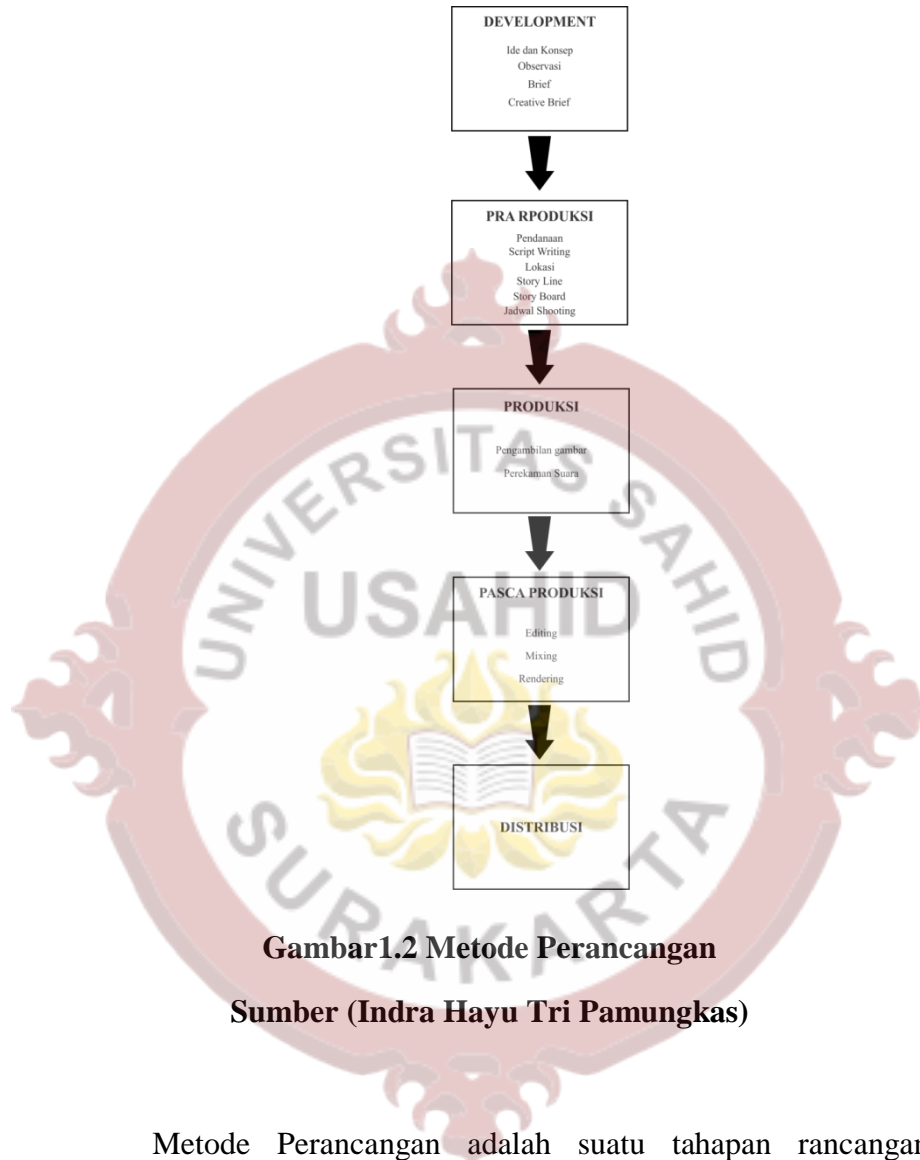 DEVELOPMENT
Ide dan Konsep
Observasi
Brief
Creative Brief
PRA RPODUKSI
Pendanaan
Script Writing
Lokasi
Story Line
Story Board
Jadwal Shooting
PRODUKSI
Pengambilan gambar
Perekaman Suara
PASCA PRODUKSI
Editing
Mixing
Rendering
DISTRIBUSI
UNIVERSITAS SAHID
USAHID
SURAKARTA
Gambar1.2 Metode Perancangan
Sumber (Indra Hayu Tri Pamungkas)
Metode Perancangan adalah suatu tahapan rancangan